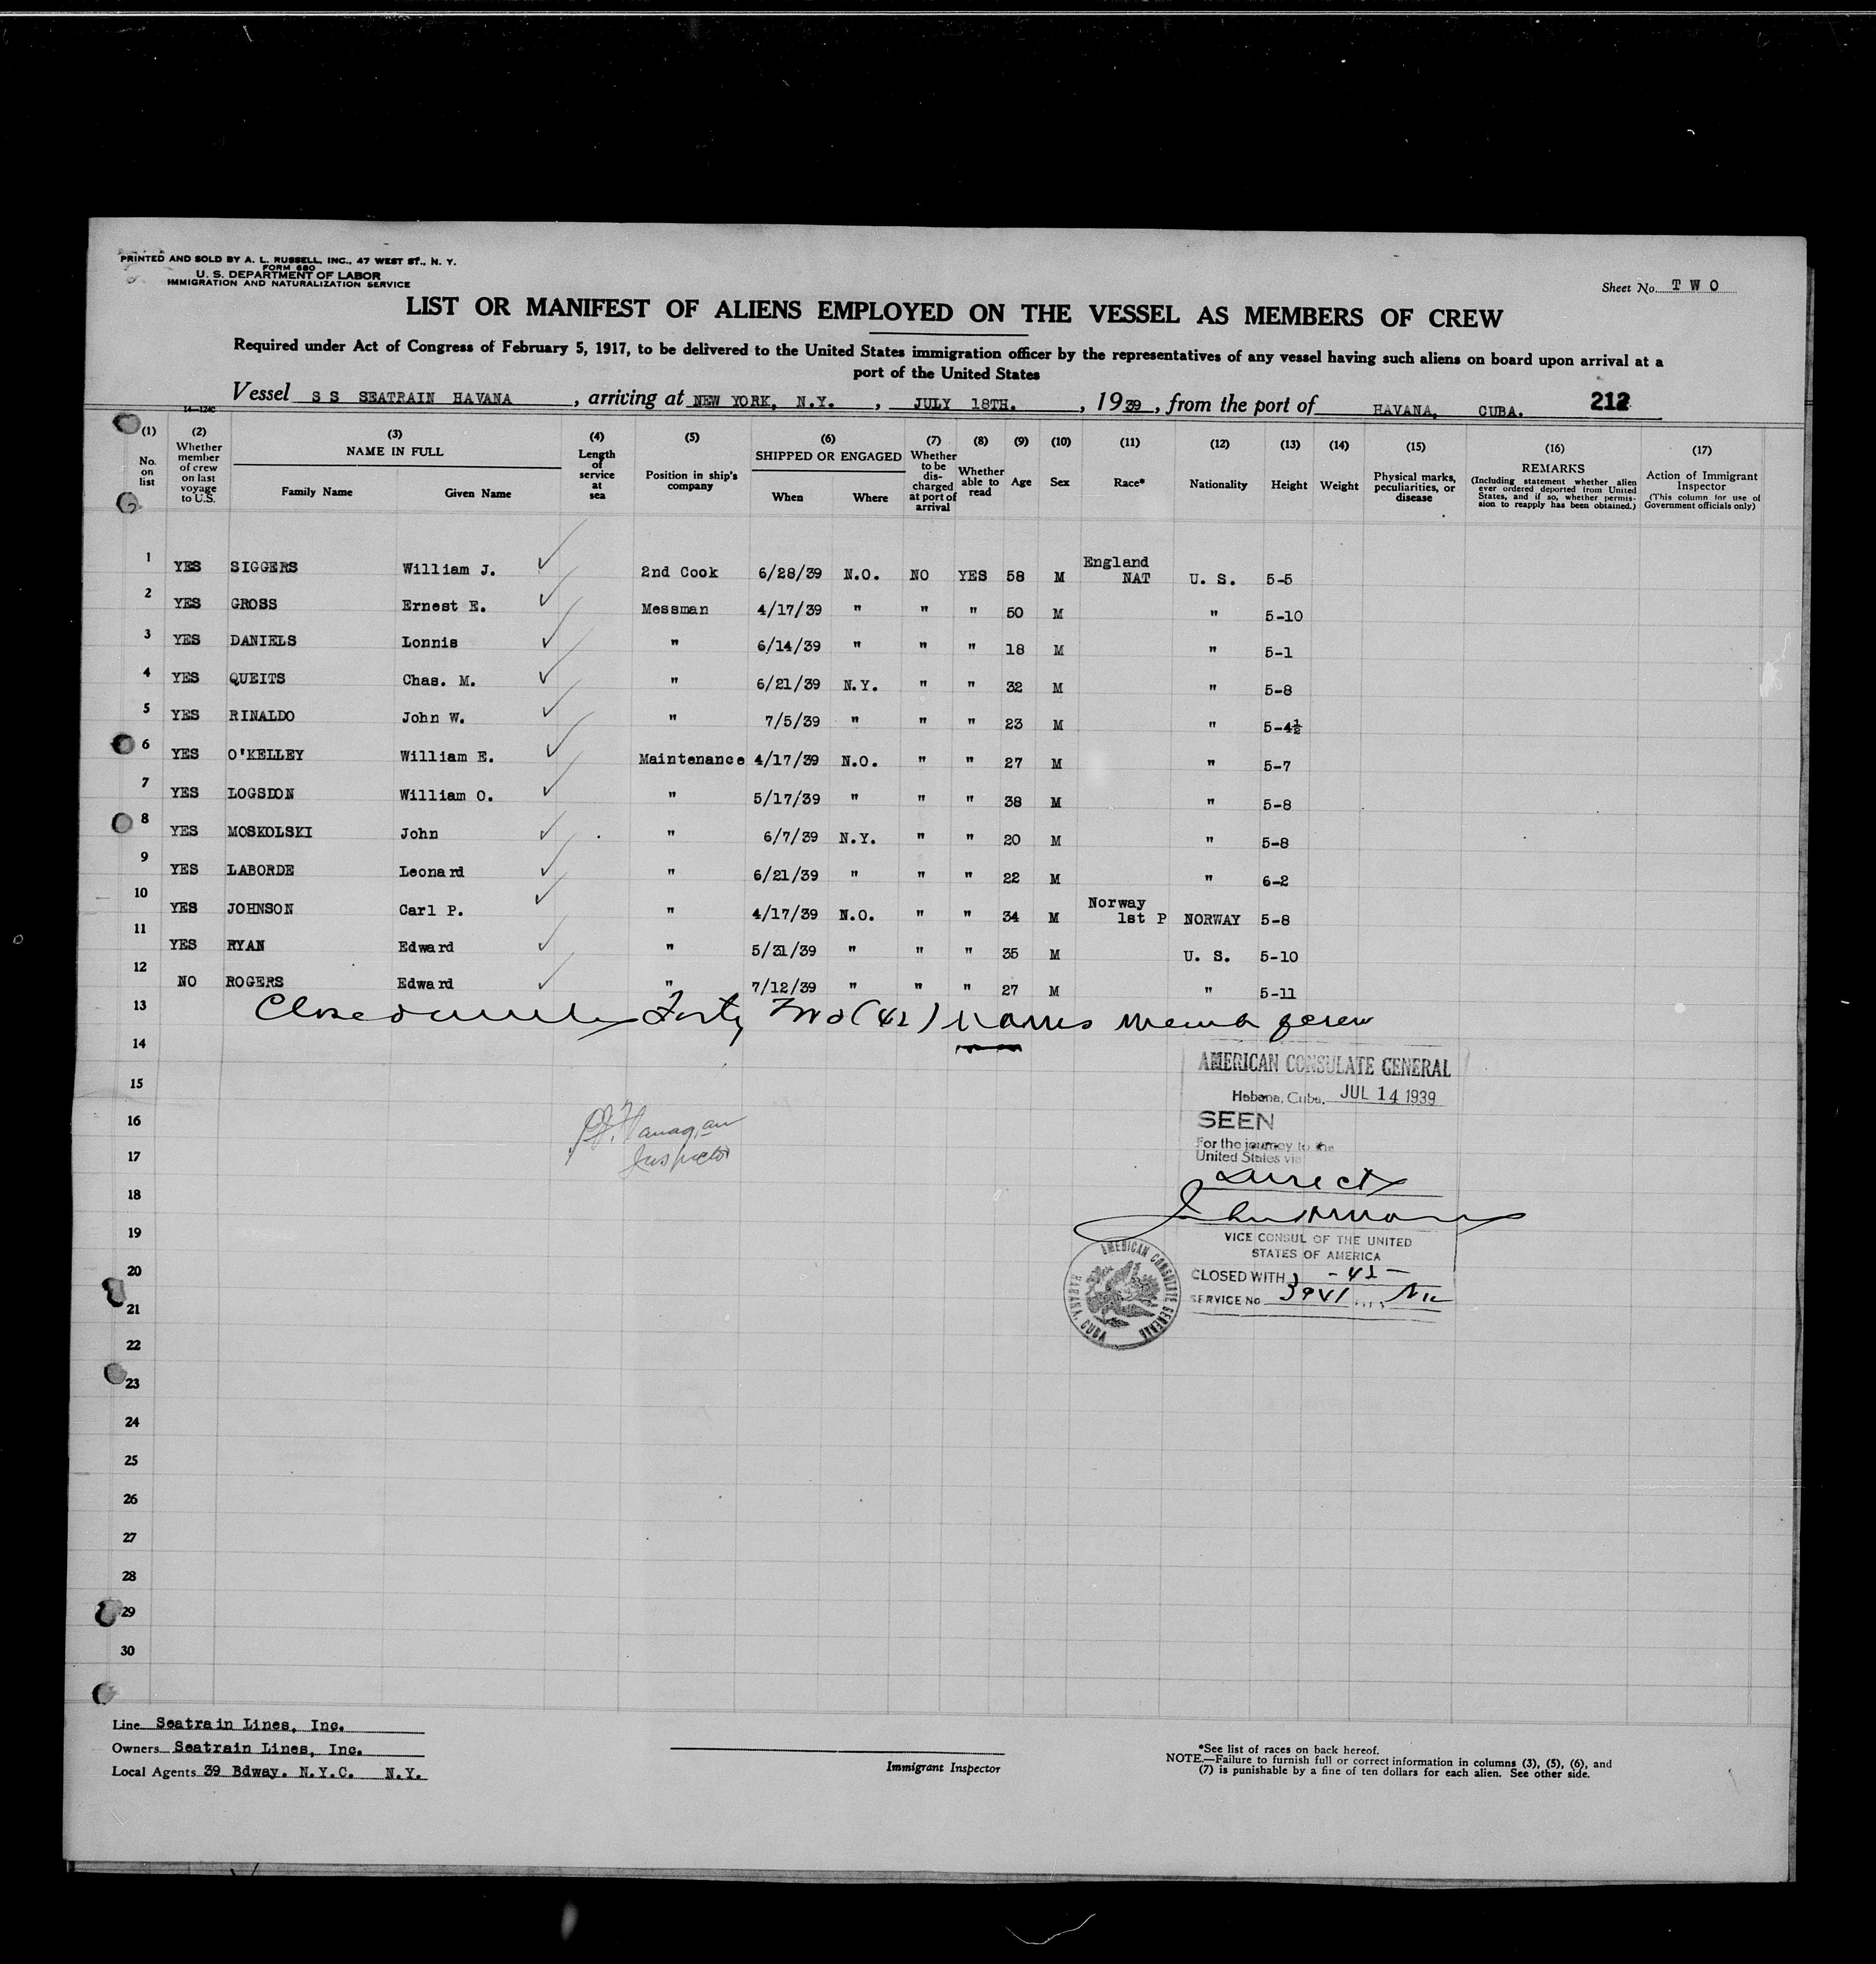 PRINTED AND SOLD BY A. L. RUSSELL, INC., 47 WEST ST., N. Y.
FORM 680
U. S. DEPARTMENT OF LABOR
IMMIGRATION AND NATURALIZATION SERVICE
Sheet No. T W O
LIST OR MANIFEST OF ALIENS EMPLOYED ON THE VESSEL AS MEMBERS OF CREW
Required under Act of Congress of February 5, 1917, to be delivered to the United States immigration officer by the representatives of any vessel having such aliens on board upon arrival at a
port of the United States
Vessel S S SEATRAIN HAVANA, arriving at NEW YORK, N.Y., JULY 18TH., 1939, from the port of HAVANA, CUBA. 212
14—1240
(1) No. on list
(2) Whether member of crew on last voyage to U.S.
(3) NAME IN FULL Family Name Given Name
(4) Length of service at sea
(5) Position in ship's company
(6) SHIPPED OR ENGAGED When Where
(7) Whether to be discharged at port of arrival
(8) Whether able to read
(9) Age
(10) Sex
(11) Race*
(12) Nationality
(13) Height
(14) Weight
(15) Physical marks, peculiarities, or disease
(16) REMARKS (Including statement whether alien ever ordered deported from United States, and if so, whether permission to reapply has been obtained.)
(17) Action of Immigrant Inspector (This column for use of Government officials only)
1 YES SIGGERS William J. 2nd Cook 6/28/39 N.O. NO YES 58 M England NAT U. S. 5-5
2 YES GROSS Ernest E. Messman 4/17/39 " " " 50 M " 5-10
3 YES DANIELS Lonnis " 6/14/39 " " " 18 M " 5-1
4 YES QUEITS Chas. M. " 6/21/39 N.Y. " " 32 M " 5-8
5 YES RINALDO John W. " 7/5/39 " " " 23 M " 5-4½
6 YES O'KELLEY William E. Maintenance 4/17/39 N.O. " " 27 M " 5-7
7 YES LOGSDON William O. " 5/17/39 " " " 38 M " 5-8
8 YES MOSKOLSKI John " 6/7/39 N.Y. " " 20 M " 5-8
9 YES LABORDE Leonard " 6/21/39 " " " 22 M " 6-2
10 YES JOHNSON Carl P. " 4/17/39 N.O. " " 34 M Norway 1st P NORWAY 5-8
11 YES RYAN Edward " 5/31/39 " " " 35 M U. S. 5-10
12 NO ROGERS Edward " 7/12/39 " " " 27 M " 5-11
13 Closed Forty Two (42) names
14
AMERICAN CONSULATE GENERAL
15
Habana, Cuba. JUL 14 1939
16
SEEN
Flanagan
Inspector
17
For the journey to the
United States via
Direct
18
19
VICE CONSUL OF THE UNITED
STATES OF AMERICA
20
CLOSED WITH - 42 -
21
SERVICE No
AMERICAN CONSULATE GENERAL
HABANA, CUBA
22
23
24
25
26
27
28
29
30
Line Seatrain Lines, Inc.
Owners Seatrain Lines, Inc.
Local Agents 39 Bdway. N.Y.C. N.Y.
Immigrant Inspector
*See list of races on back hereof.
NOTE.—Failure to furnish full or correct information in columns (3), (5), (6), and
(7) is punishable by a fine of ten dollars for each alien. See other side.